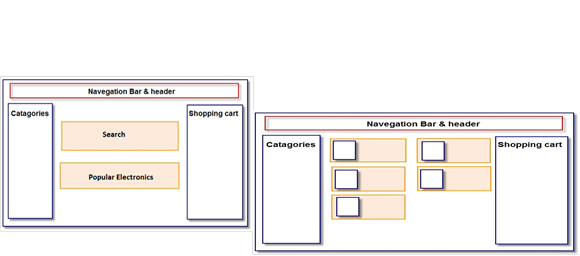 Navegation Bar & header
Catagories
Shopping cart
Search
Popular Electronics
Navegation Bar & header
Catagories
Shopping cart